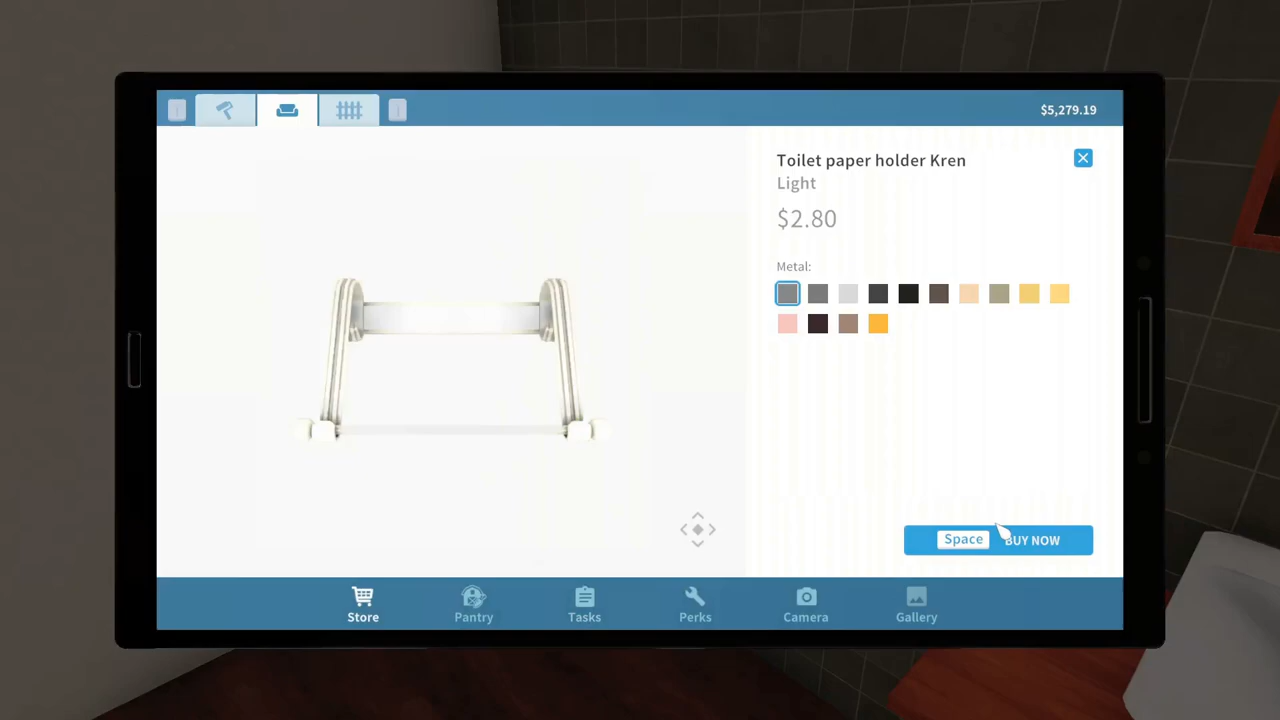 $5,279.19
Toilet paper holder Kren
Light
$2.80
Metal:
Space BUY NOW
Store Pantry Tasks Perks Camera Gallery